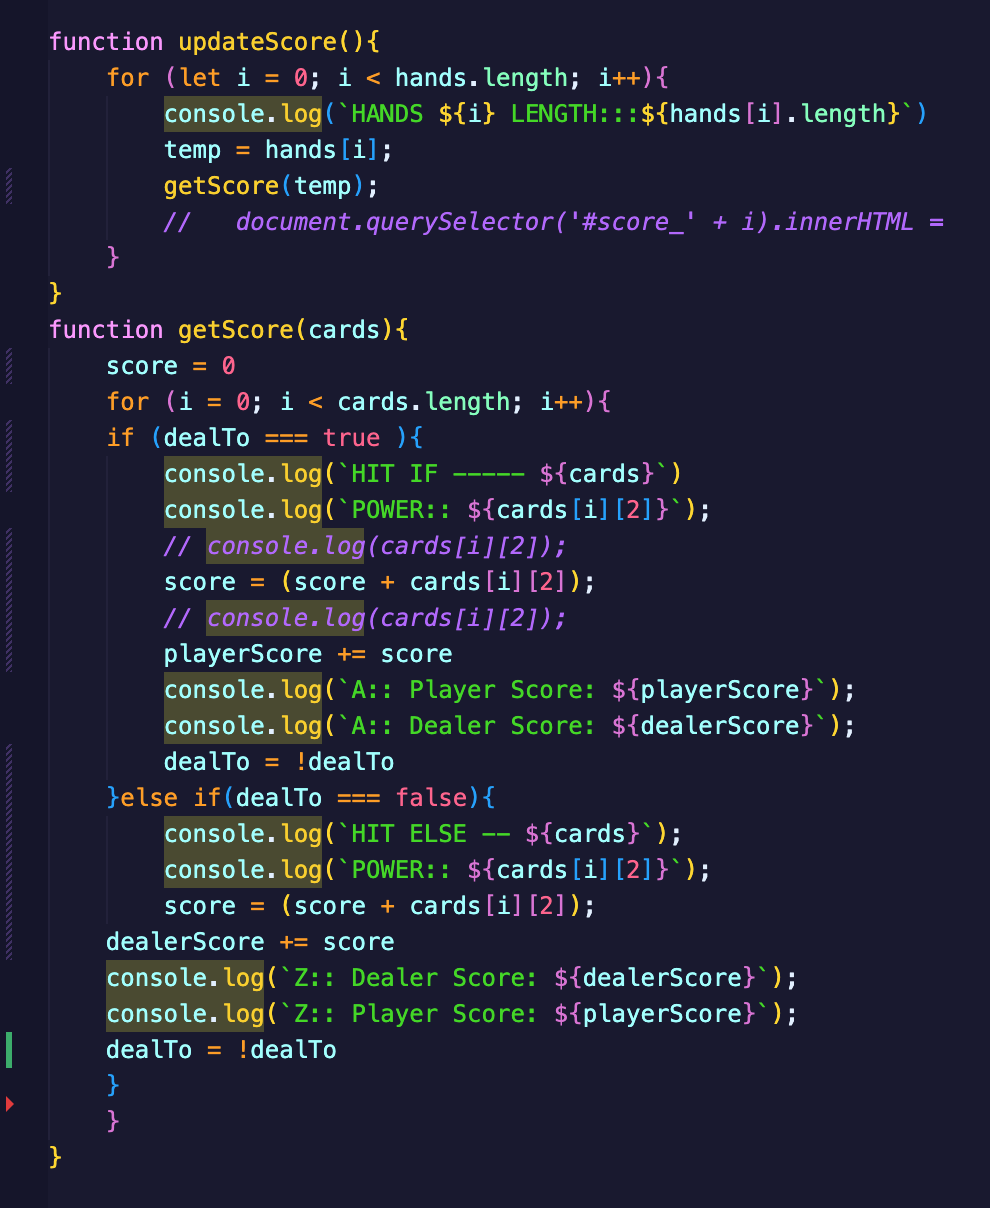 function updateScore(){
    for (let i = 0; i < hands.length; i++){
        console.log(`HANDS ${i} LENGTH:::${hands[i].length}`)
        temp = hands[i];
        getScore(temp);
        //   document.querySelector('#score_' + i).innerHTML =
    }
}
function getScore(cards){
    score = 0
    for (i = 0; i < cards.length; i++){
    if (dealTo === true ){
        console.log(`HIT IF ----- ${cards}`)
        console.log(`POWER:: ${cards[i][2]}`);
        // console.log(cards[i][2]);
        score = (score + cards[i][2]);
        // console.log(cards[i][2]);
        playerScore += score
        console.log(`A:: Player Score: ${playerScore}`);
        console.log(`A:: Dealer Score: ${dealerScore}`);
        dealTo = !dealTo
    }else if(dealTo === false){
        console.log(`HIT ELSE -- ${cards}`);
        console.log(`POWER:: ${cards[i][2]}`);
        score = (score + cards[i][2]);
    dealerScore += score
    console.log(`Z:: Dealer Score: ${dealerScore}`);
    console.log(`Z:: Player Score: ${playerScore}`);
    dealTo = !dealTo
    }
    }
}